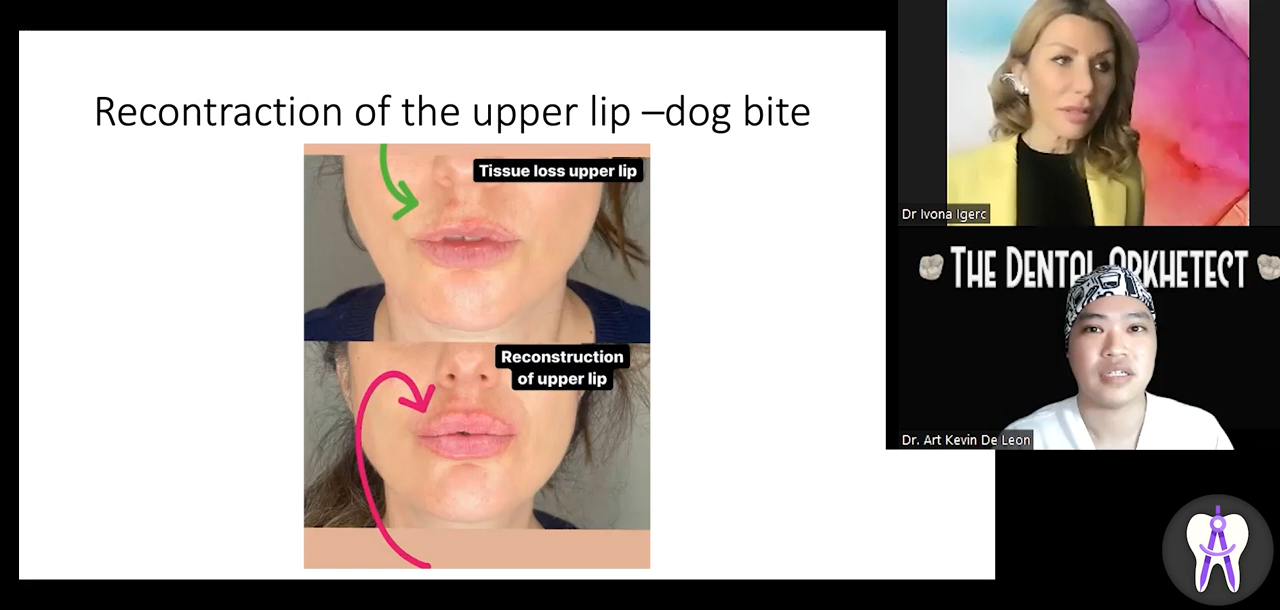 Recontraction of the upper lip –dog bite
Tissue loss upper lip
Reconstruction
of upper lip
Dr Ivona Igerc
THE DENTAL ARKHETECT
Dr. Art Kevin De Leon